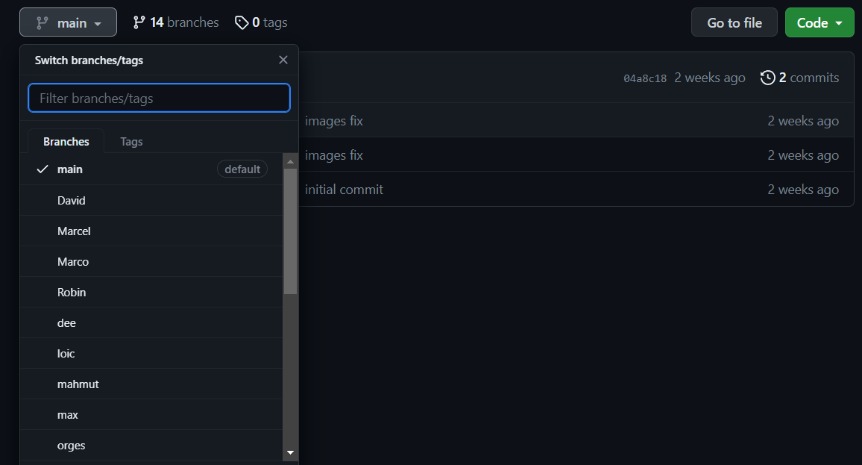 main 14 branches 0 tags Go to file Code
Switch branches/tags
04a8c18 2 weeks ago 2 commits
Filter branches/tags
images fix 2 weeks ago
Branches Tags
images fix 2 weeks ago
main default
initial commit 2 weeks ago
David
Marcel
Marco
Robin
dee
loic
mahmut
max
orges